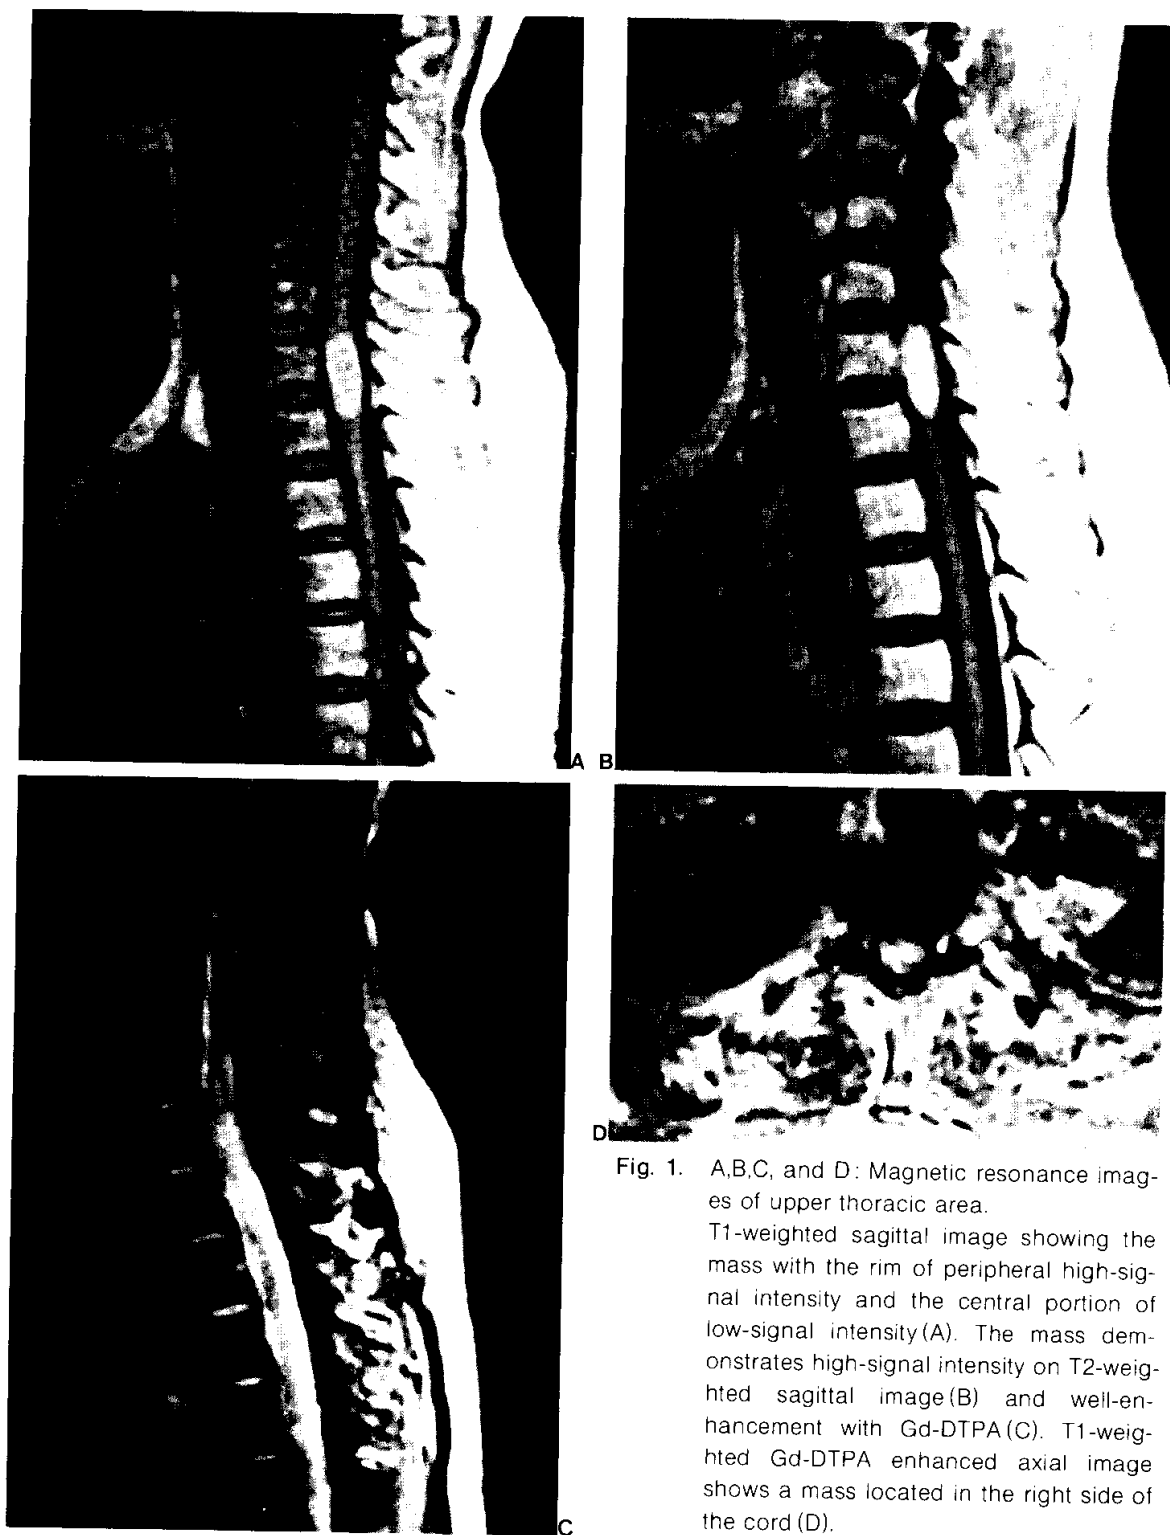 A B
D
C
Fig. 1. A,B,C, and D: Magnetic resonance imag-
es of upper thoracic area.
T1-weighted sagittal image showing the
mass with the rim of peripheral high-sig-
nal intensity and the central portion of
low-signal intensity(A). The mass dem-
onstrates high-signal intensity on T2-weig-
hted sagittal image(B) and well-en-
hancement with Gd-DTPA(C). T1-weig-
hted Gd-DTPA enhanced axial image
shows a mass located in the right side of
the cord(D).